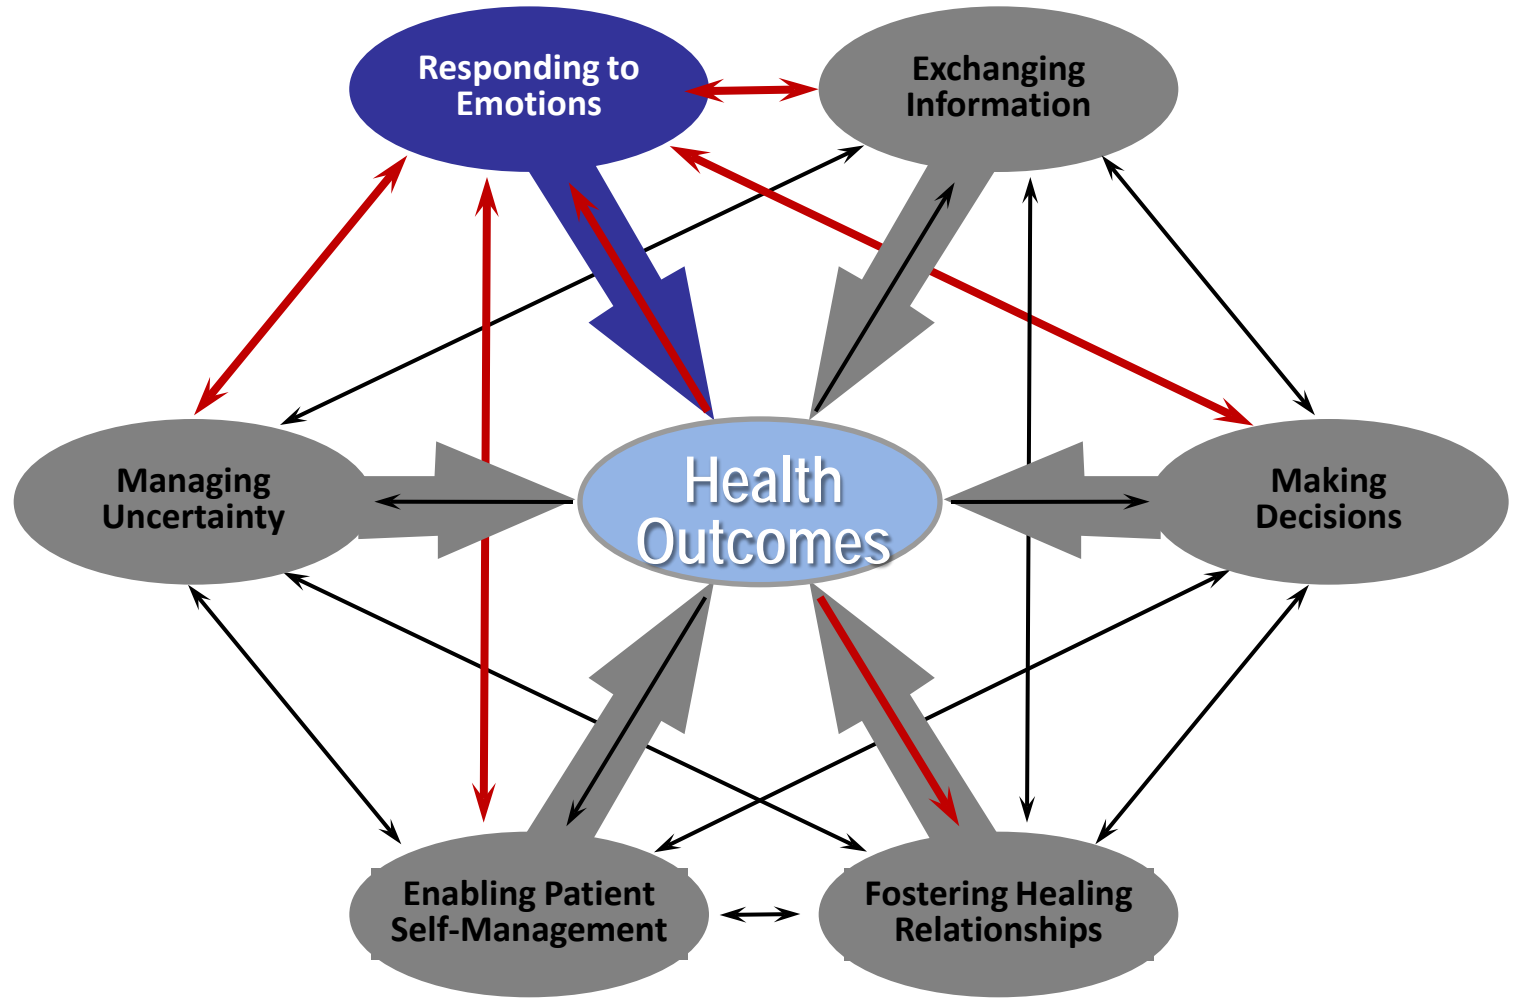 Responding to
Emotions
Exchanging
Information
Managing
Uncertainty
Health
Outcomes
Making
Decisions
Enabling Patient
Self-Management
Fostering Healing
Relationships